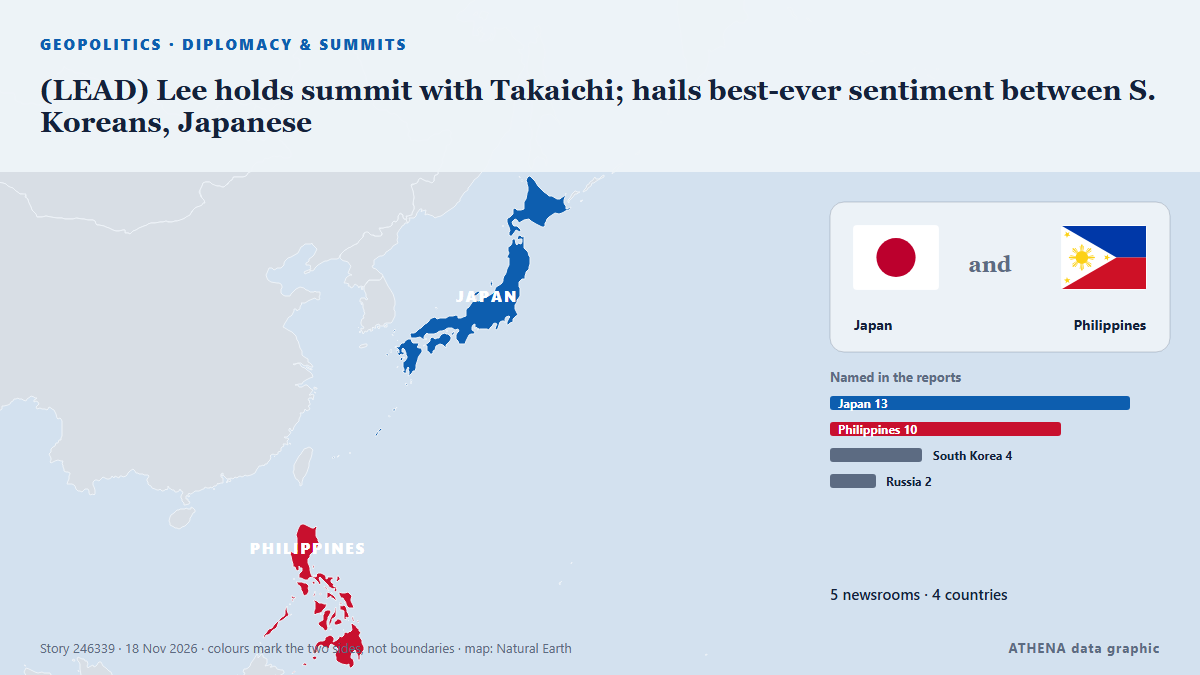 GEOPOLITICS · DIPLOMACY & SUMMITS
(LEAD) Lee holds summit with Takaichi; hails best-ever sentiment between S.
Koreans, Japanese
JAPAN
PHILIPPINES
and
Japan
Philippines
Named in the reports
Japan 13
Philippines 10
South Korea 4
Russia 2
5 newsrooms · 4 countries
Story 246339 · 18 Nov 2026 · colours mark the two sides, not boundaries · map: Natural Earth
ATHENA data graphic